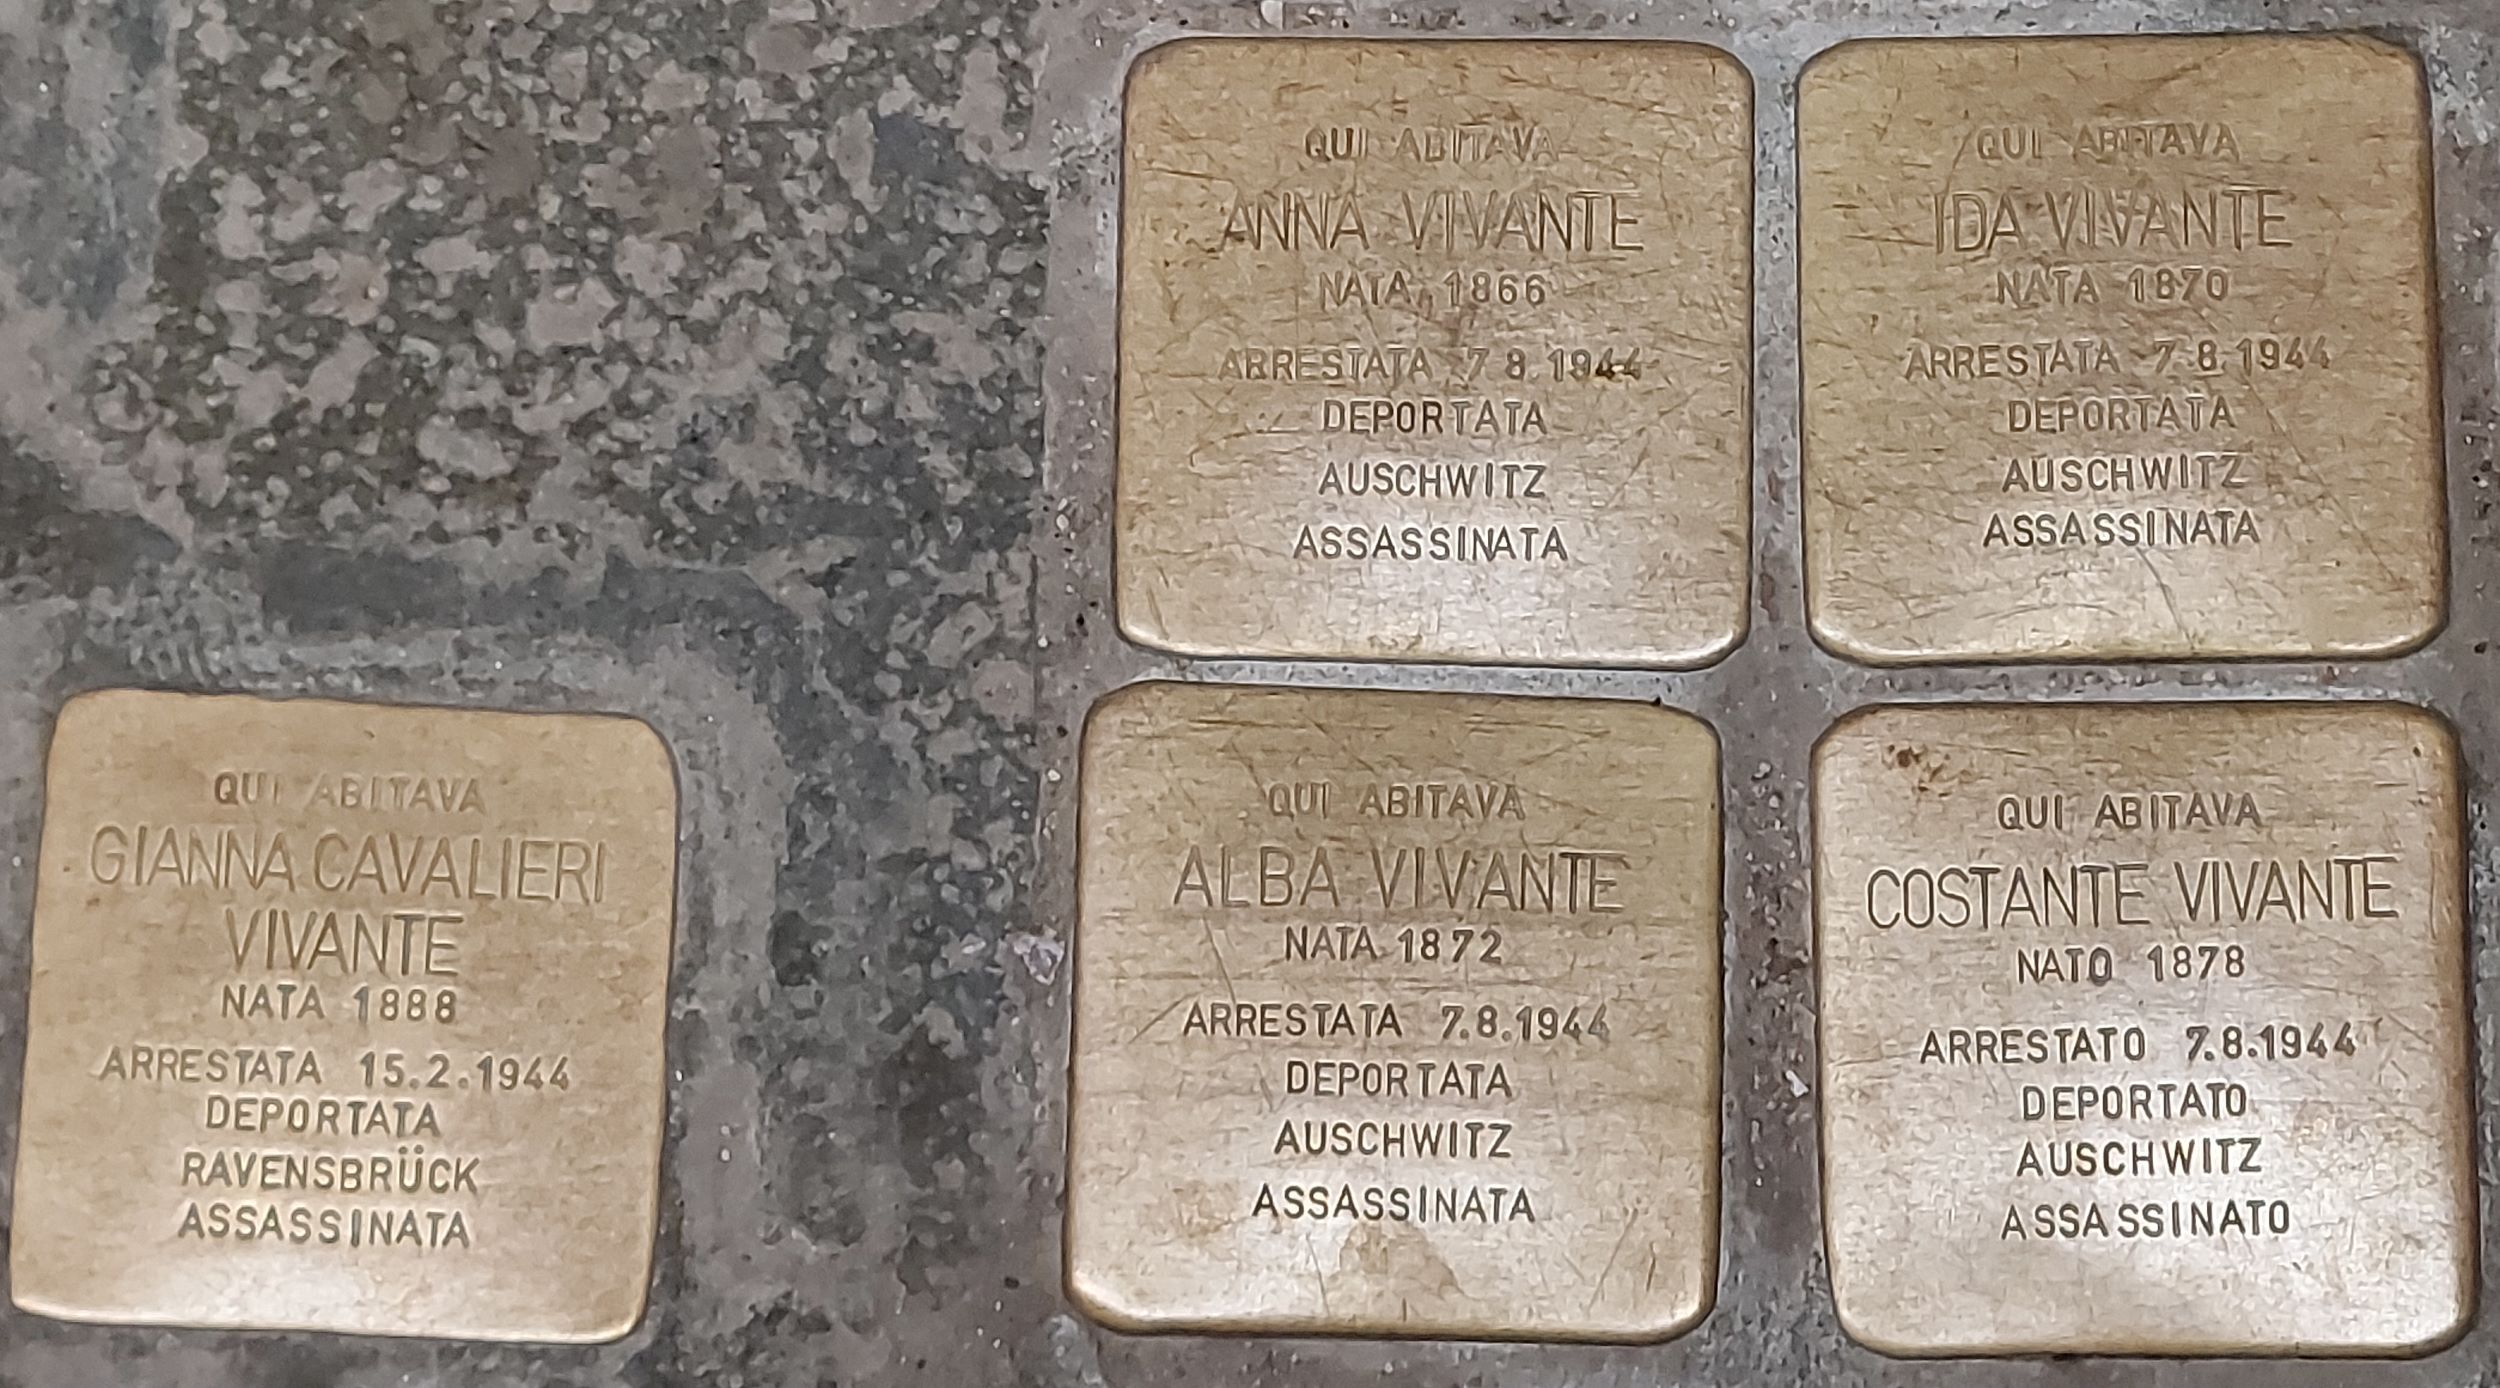 QUI ABITAVA
ANNA VIVANTE
NATA 1866
ARRESTATA 7.8.1944
DEPORTATA
AUSCHWITZ
ASSASSINATA
QUI ABITAVA
IDA VIVANTE
NATA 1870
ARRESTATA 7.8.1944
DEPORTATA
AUSCHWITZ
ASSASSINATA
QUI ABITAVA
GIANNA CAVALIERI
VIVANTE
NATA 1888
ARRESTATA 15.2.1944
DEPORTATA
RAVENSBRÜCK
ASSASSINATA
QUI ABITAVA
ALBA VIVANTE
NATA 1872
ARRESTATA 7.8.1944
DEPORTATA
AUSCHWITZ
ASSASSINATA
QUI ABITAVA
COSTANTE VIVANTE
NATO 1878
ARRESTATO 7.8.1944
DEPORTATO
AUSCHWITZ
ASSASSINATO